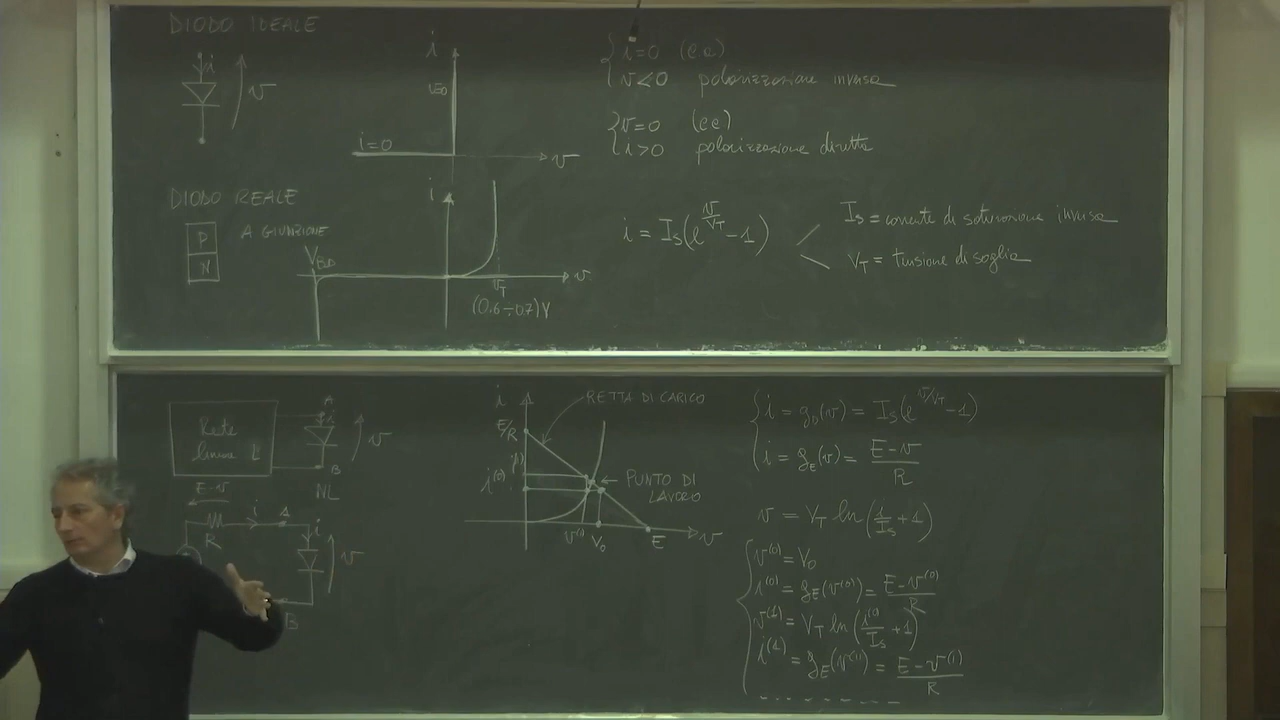 DIODO IDEALE
i
v
i
i=0
v
{ i=0 (ca)
v<0 polarizzazione inversa
{ v=0 (cc)
i>0 polarizzazione diretta
DIODO REALE
P
N
A GIUNZIONE
i
v
V_T
(0.6÷0.7)V
i = I_S(e^{v/V_T} -1)
I_S = corrente di saturazione inversa
V_T = tensione di soglia
Rete
lineare L
A
i
v
B
NL
E-v
R
i
A
i
v
B
i
RETTA DI CARICO
E/R
i^(1)
i^(0)
PUNTO DI
LAVORO
v^(1)
V_0
E
v
{ i = g_D(v) = I_S(e^{v/V_T} -1)
i = g_E(v) = E-v / R
v = V_T ln(i/I_S +1)
{ v^(0) = V_0
i^(0) = g_E(v^(0)) = E-v^(0) / R
v^(1) = V_T ln(i^(0)/I_S +1)
i^(1) = g_E(v^(1)) = E-v^(1) / R